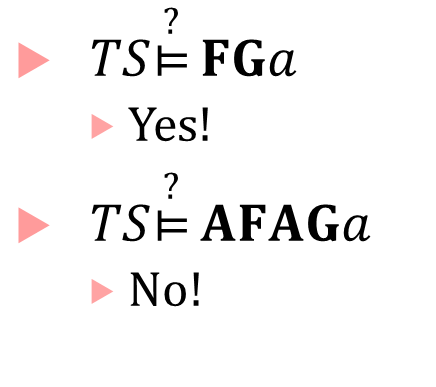 TS ⊨? FGa
Yes!
TS ⊨? AFAGa
No!